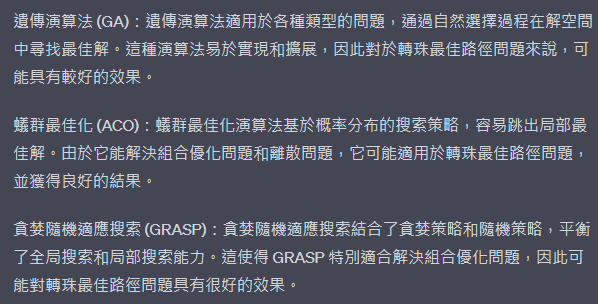 遺傳演算法 (GA)：遺傳演算法適用於各種類型的問題，通過自然選擇過程在解空間
中尋找最佳解。這種演算法易於實現和擴展，因此對於轉珠最佳路徑問題來說，可
能具有較好的效果。
蟻群最佳化 (ACO)：蟻群最佳化演算法基於概率分布的搜索策略，容易跳出局部最
佳解。由於它能解決組合優化問題和離散問題，它可能適用於轉珠最佳路徑問題，
並獲得良好的結果。
貪婪隨機適應搜索 (GRASP)：貪婪隨機適應搜索結合了貪婪策略和隨機策略，平衡
了全局搜索和局部搜索能力。這使得 GRASP 特別適合解決組合優化問題，因此可
能對轉珠最佳路徑問題具有很好的效果。